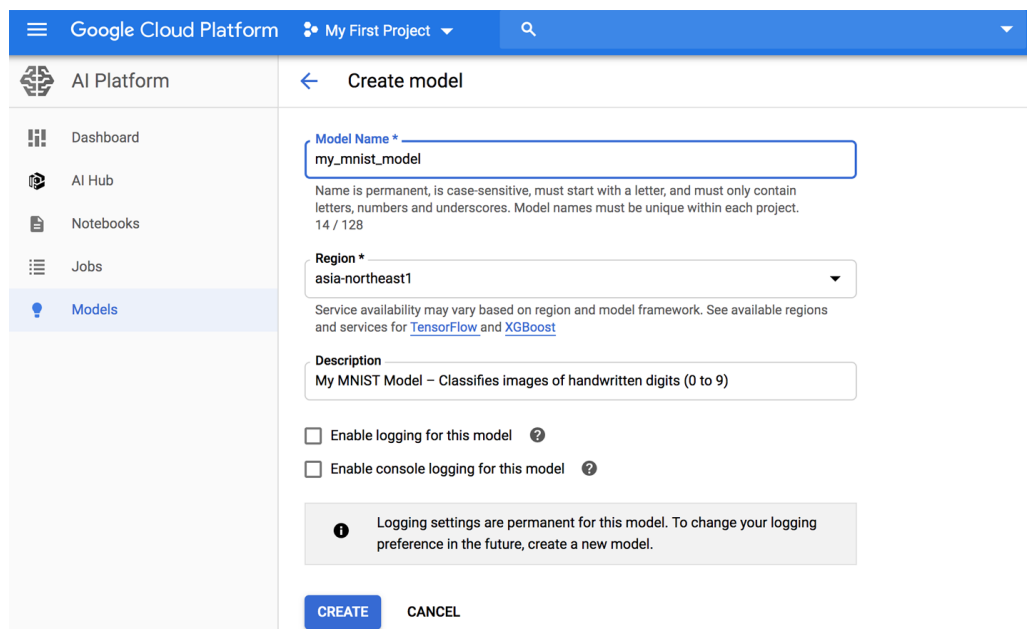 Google Cloud Platform My First Project
AI Platform
Create model
Dashboard
AI Hub
Notebooks
Jobs
Models
Model Name *
my_mnist_model
Name is permanent, is case-sensitive, must start with a letter, and must only contain
letters, numbers and underscores. Model names must be unique within each project.
14 / 128
Region *
asia-northeast1
Service availability may vary based on region and model framework. See available regions
and services for TensorFlow and XGBoost
Description
My MNIST Model – Classifies images of handwritten digits (0 to 9)
Enable logging for this model ?
Enable console logging for this model ?
Logging settings are permanent for this model. To change your logging
preference in the future, create a new model.
CREATE CANCEL